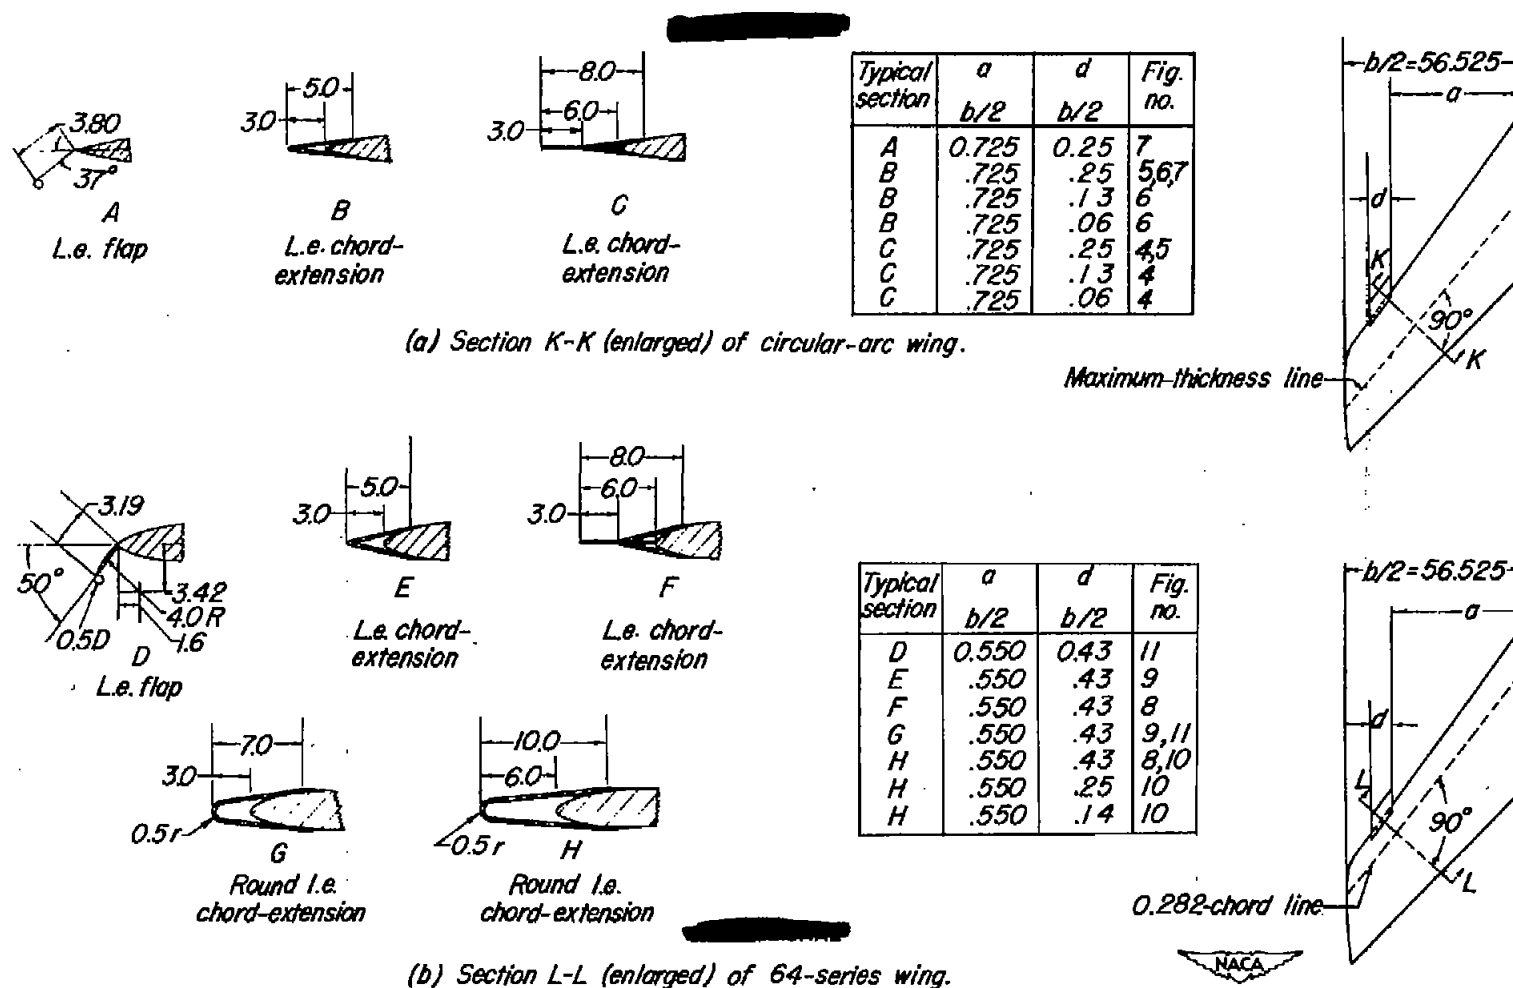 3.80
37°
A
L.e. flap
5.0
3.0
B
L.e. chord-
extension
8.0
6.0
3.0
C
L.e. chord-
extension
Typical section a b/2 d b/2 Fig. no.
A 0.725 0.25 7
B .725 .25 5,6,7
B .725 .13 6
B .725 .06 6
C .725 .25 4,5
C .725 .13 4
C .725 .06 4
b/2=56.525
a
d
K
90°
K
Maximum-thickness line
(a) Section K-K (enlarged) of circular-arc wing.
3.19
50°
0.5D
3.42
4.0 R
1.6
D
L.e. flap
5.0
3.0
E
L.e. chord-
extension
8.0
6.0
3.0
F
L.e. chord-
extension
7.0
3.0
0.5 r
G
Round l.e.
chord-extension
10.0
6.0
0.5 r
H
Round l.e.
chord-extension
Typical section a b/2 d b/2 Fig. no.
D 0.550 0.43 11
E .550 .43 9
F .550 .43 8
G .550 .43 9,11
H .550 .43 8,10
H .550 .25 10
H .550 .14 10
b/2=56.525
a
d
L
90°
L
0.282-chord line
NACA
(b) Section L-L (enlarged) of 64-series wing.